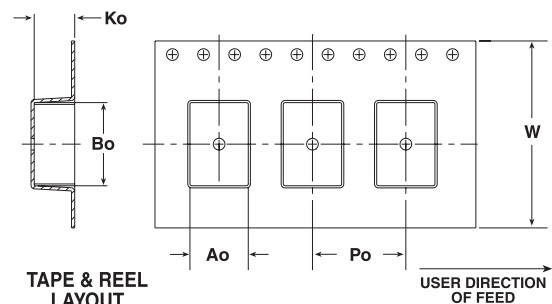 Ko
Bo
W
Ao
Po
TAPE & REEL
LAYOUT
USER DIRECTION
OF FEED